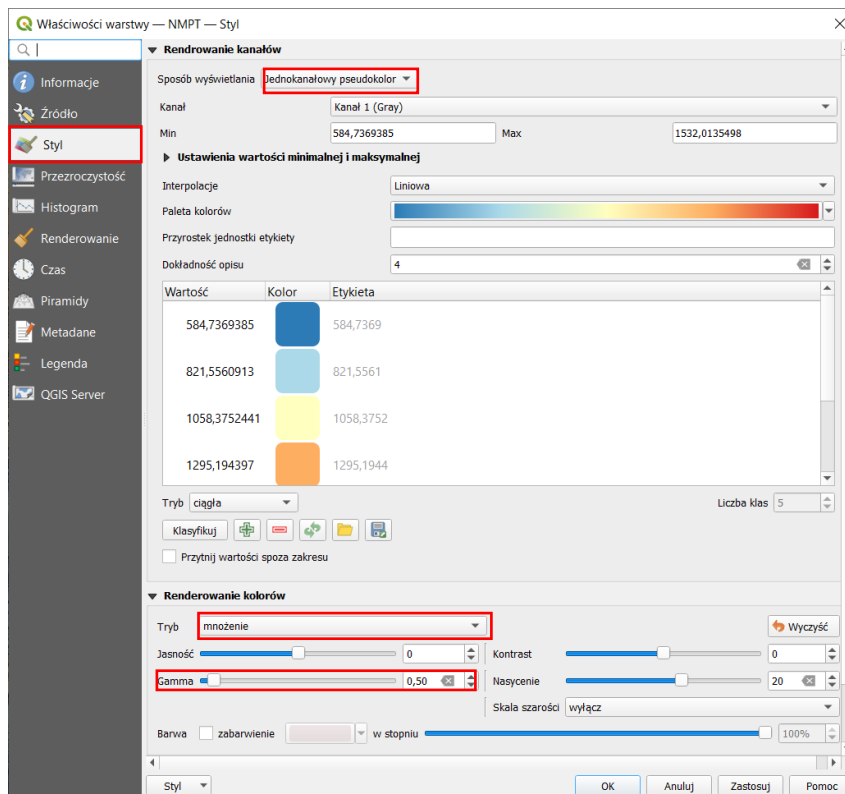 Właściwości warstwy — NMPT — Styl
Informacje
Źródło
Styl
Przezroczystość
Histogram
Renderowanie
Czas
Piramidy
Metadane
Legenda
QGIS Server
Rendrowanie kanałów
Sposób wyświetlania Jednokanałowy pseudokolor
Kanał Kanał 1 (Gray)
Min 584,7369385 Max 1532,0135498
Ustawienia wartości minimalnej i maksymalnej
Interpolacje Liniowa
Paleta kolorów
Przyrostek jednostki etykiety
Dokładność opisu 4
Wartość Kolor Etykieta
584,7369385 584,7369
821,5560913 821,5561
1058,3752441 1058,3752
1295,194397 1295,1944
Tryb ciągła Liczba klas 5
Klasyfikuj
Przytnij wartości spoza zakresu
Renderowanie kolorów
Tryb mnożenie Wyczyść
Jasność 0 Kontrast 0
Gamma 0,50 Nasycenie 20
Skala szarości wyłącz
Barwa zabarwienie w stopniu 100%
Styl OK Anuluj Zastosuj Pomoc